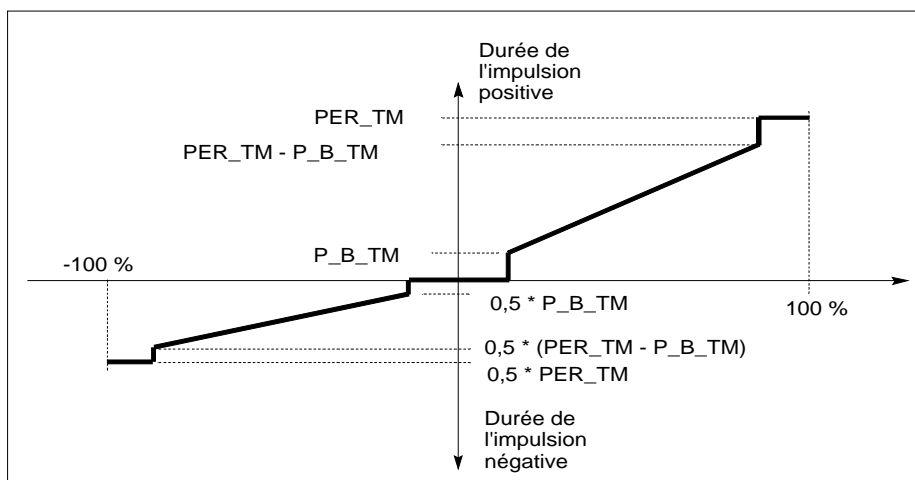 Durée de
l'impulsion
positive
PER_TM
PER_TM - P_B_TM
P_B_TM
-100 %
0,5 * P_B_TM
100 %
0,5 * (PER_TM - P_B_TM)
0,5 * PER_TM
Durée de
l'impulsion
négative